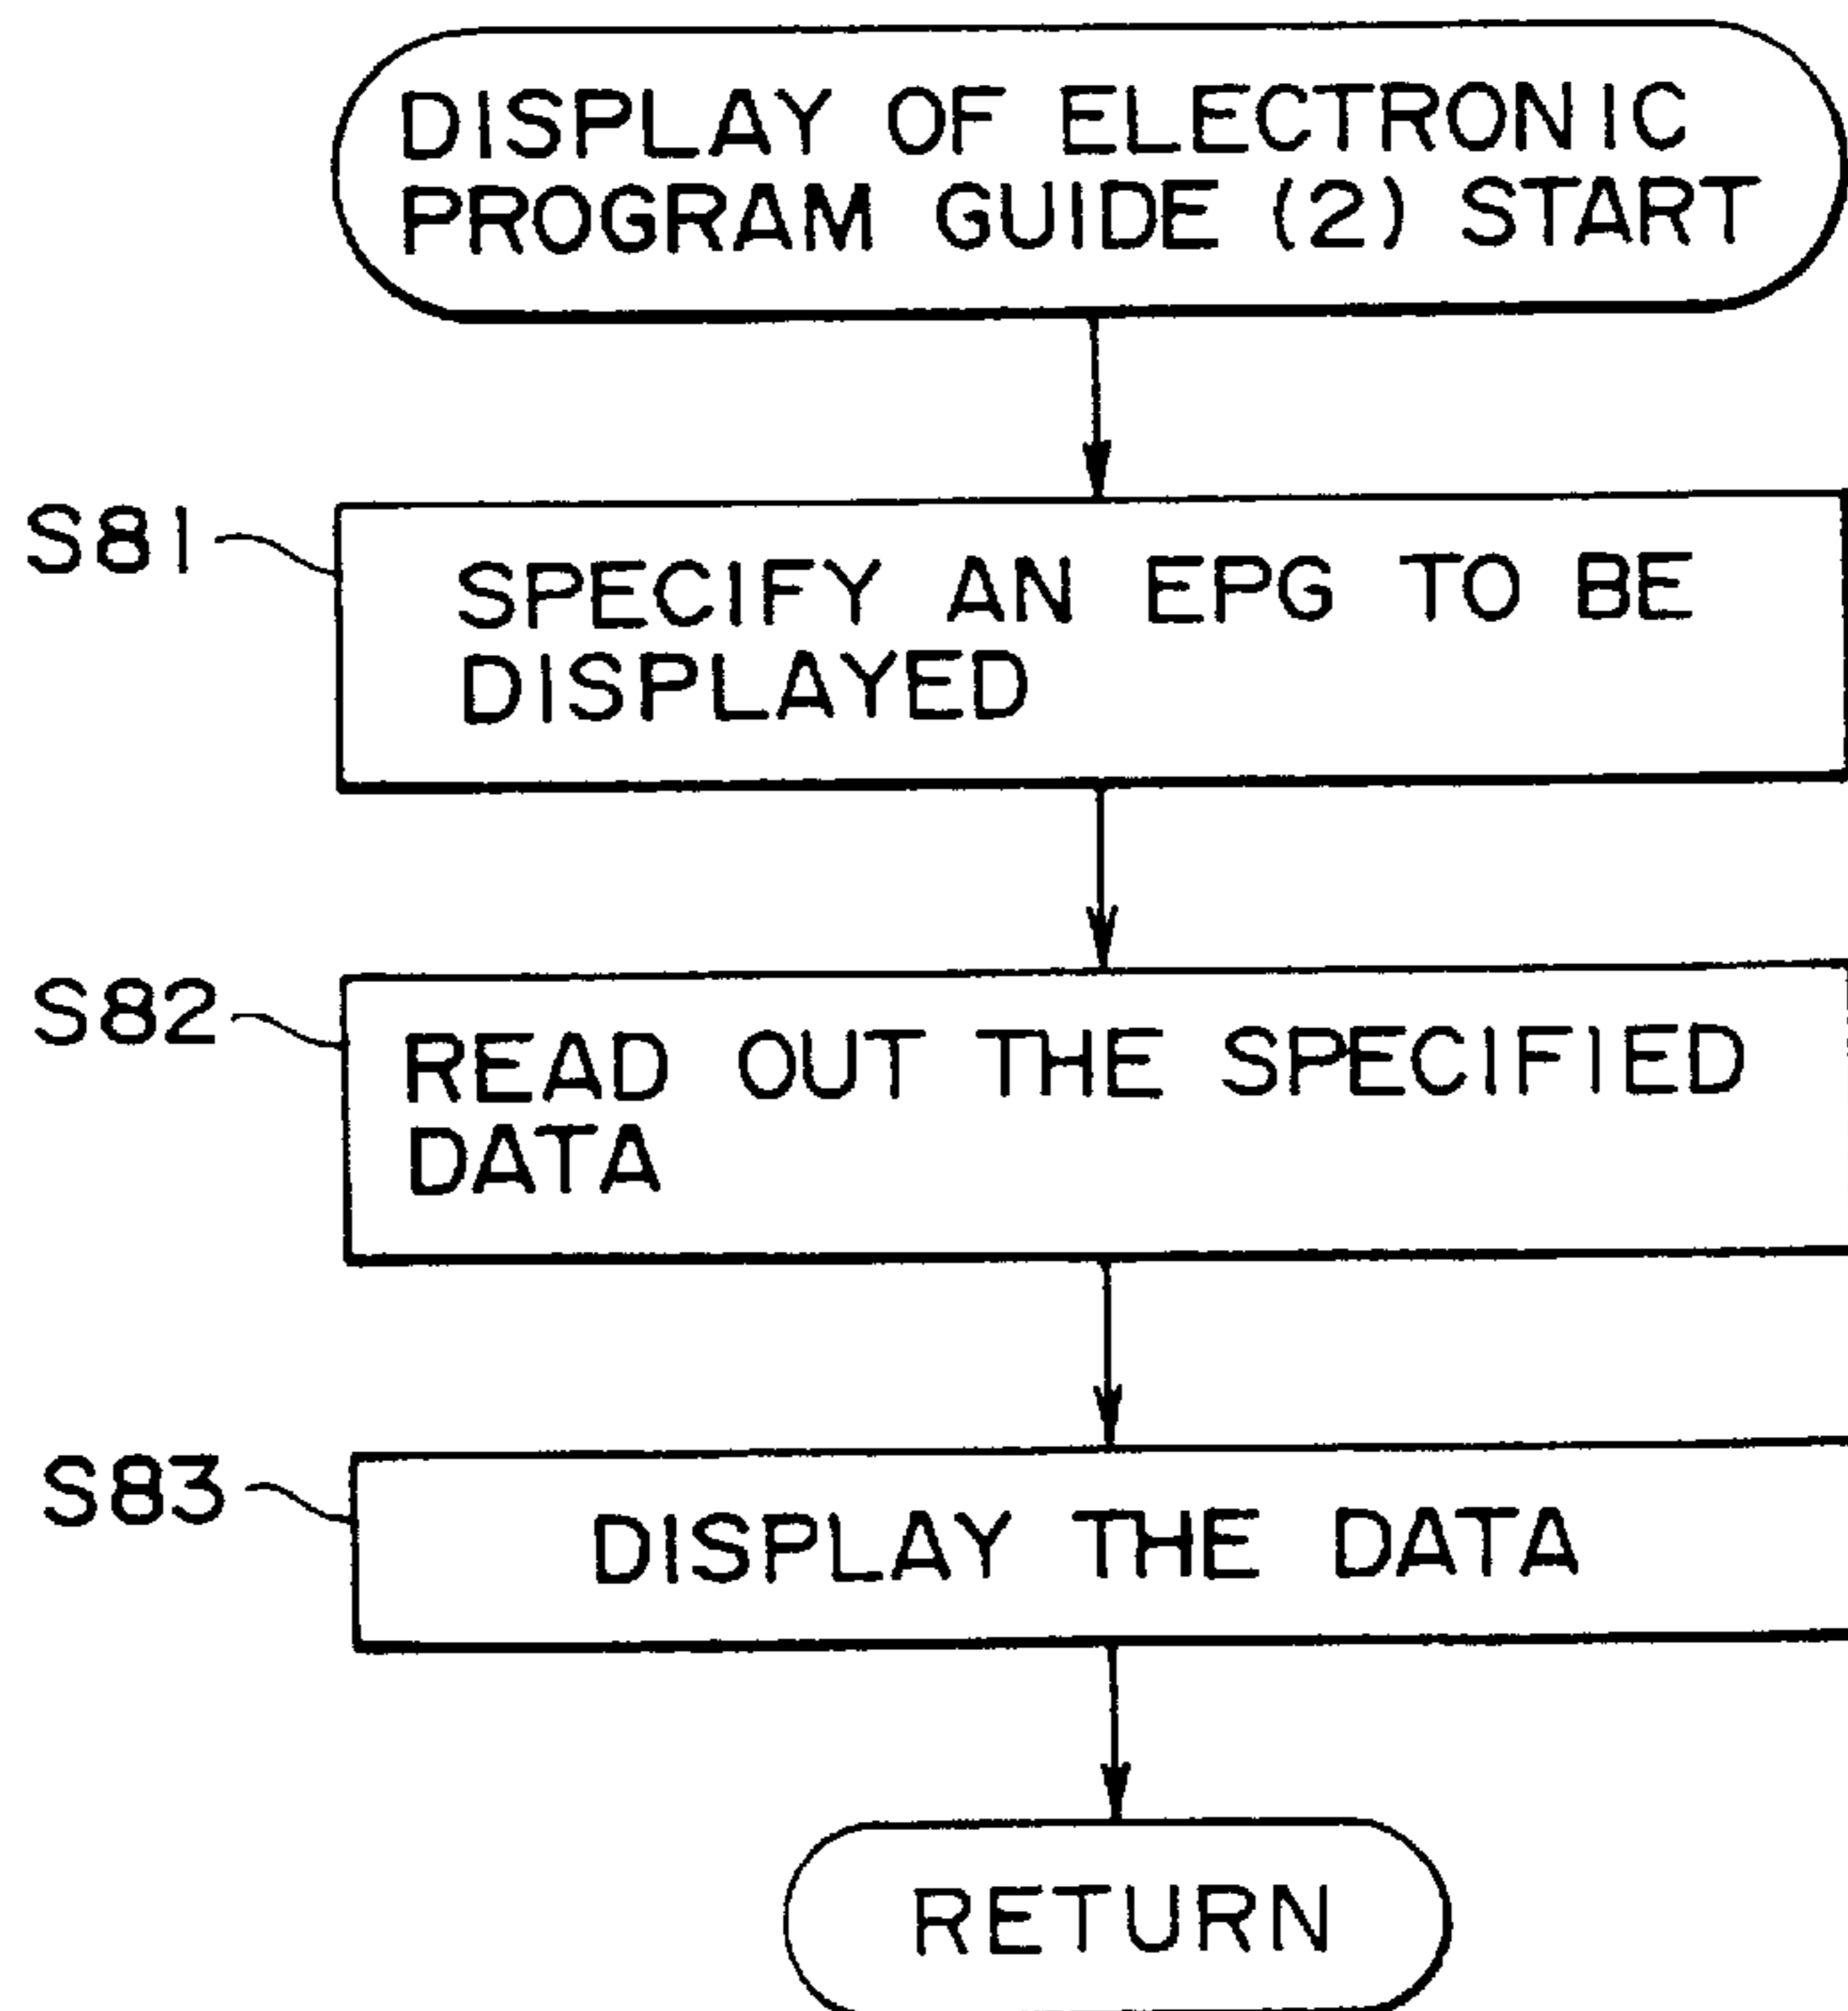 DISPLAY OF ELECTRONIC
PROGRAM GUIDE (2) START
S81
SPECIFY AN EPG TO BE
DISPLAYED
S82
READ OUT THE SPECIFIED
DATA
S83
DISPLAY THE DATA
RETURN